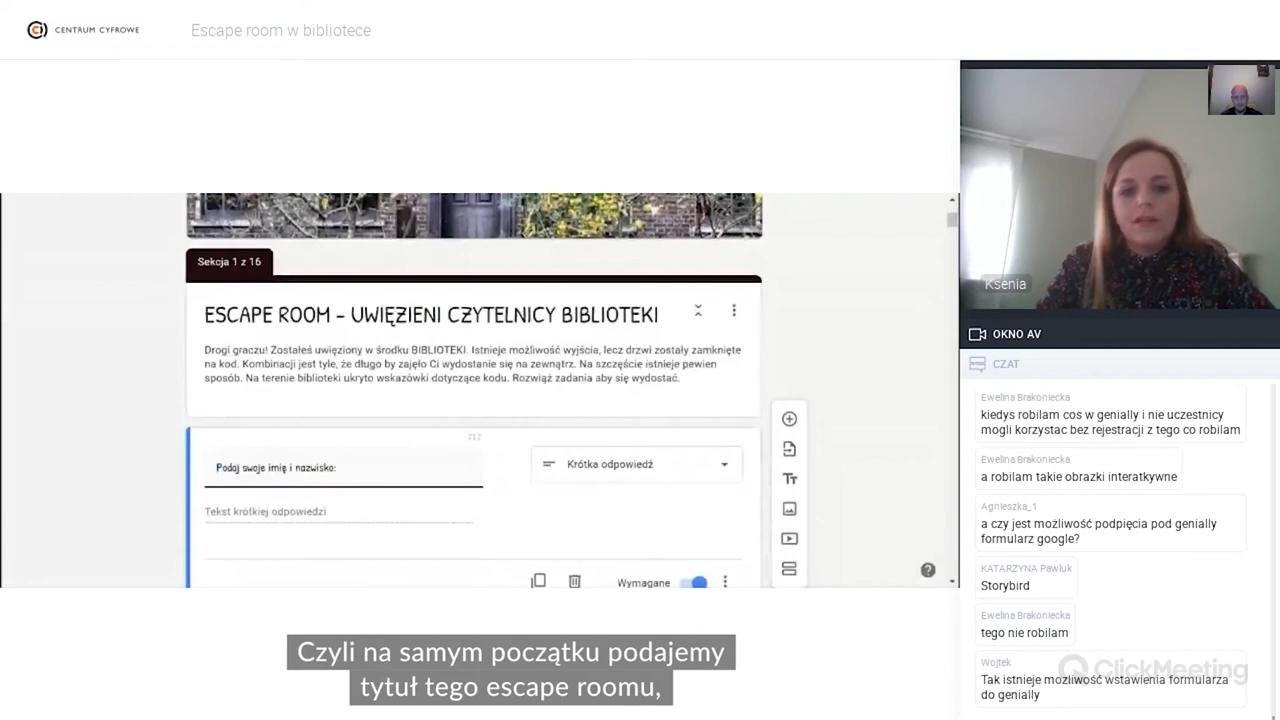 CENTRUM CYFROWE
Escape room w bibliotece
Sekcja 1 z 16
ESCAPE ROOM – UWIĘZIENI CZYTELNICY BIBLIOTEKI
Drogi graczu! Zostałeś uwięziony w środku BIBLIOTEKI. Istnieje możliwość wyjścia, lecz drzwi zostały zamknięte
na kod. Kombinacji jest tyle, że długo by zajęło Ci wydostanie się na zewnątrz. Na szczęście istnieje pewien
sposób. Na terenie biblioteki ukryto wskazówki dotyczące kodu. Rozwiąż zadania aby się wydostać.
Podaj swoje imię i nazwisko:
Krótka odpowiedź
Tekst krótkiej odpowiedzi
Wymagane
Czyli na samym początku podajemy
tytuł tego escape roomu,
Ksenia
OKNO AV
CZAT
Ewelina Brakoniecka
kiedys robilam cos w genially i nie uczestnicy
mogli korzystac bez rejestracji z tego co robilam
Ewelina Brakoniecka
a robilam takie obrazki interatkywne
Agnieszka_1
a czy jest możliwość podpięcia pod genially
formularz google?
KATARZYNA Pawluk
Storybird
Ewelina Brakoniecka
tego nie robilam
Wojtek
Tak istnieje możliwość wstawienia formularza
do genially
ClickMeeting